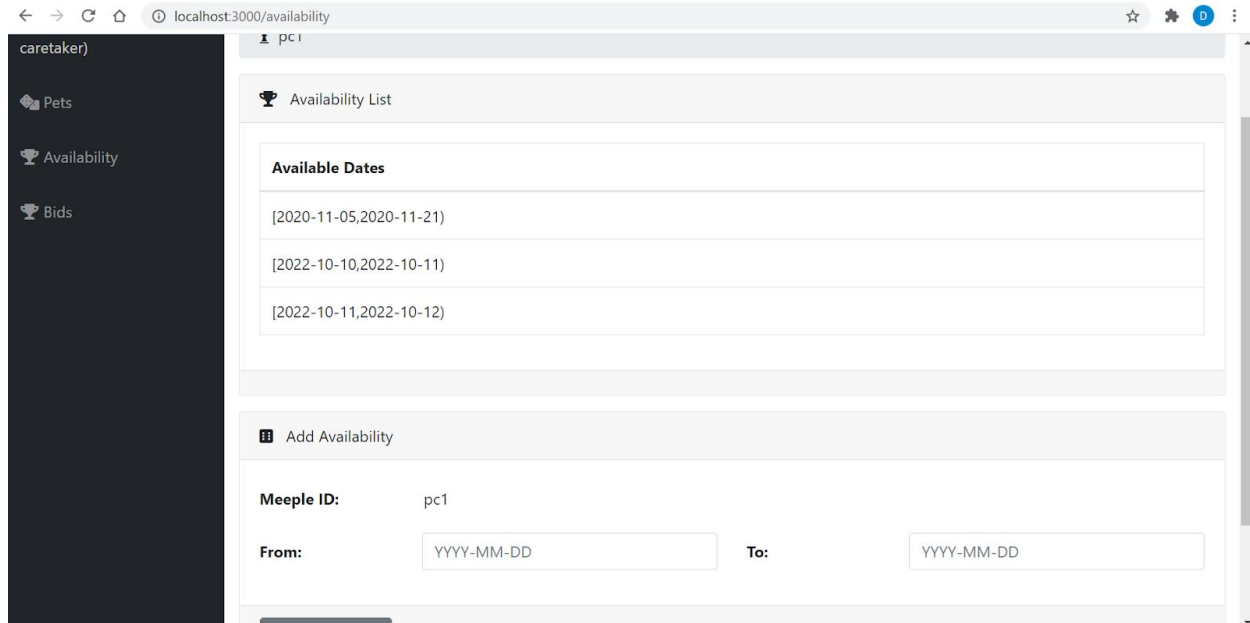 localhost:3000/availability
D
caretaker)
pc1
Pets
Availability List
Availability
Available Dates
Bids
[2020-11-05,2020-11-21)
[2022-10-10,2022-10-11)
[2022-10-11,2022-10-12)
Add Availability
Meeple ID: pc1
From: YYYY-MM-DD To: YYYY-MM-DD